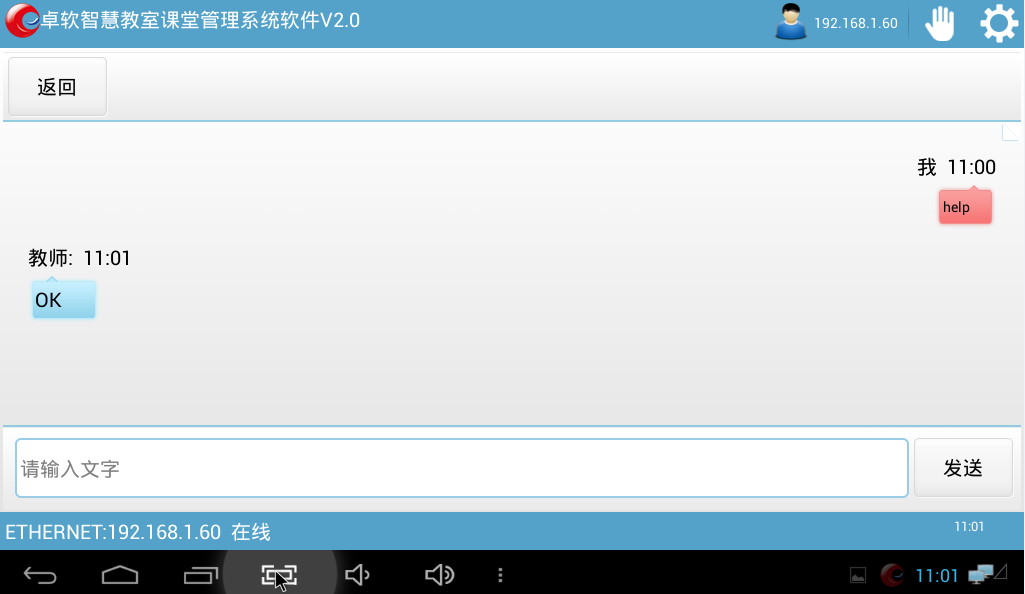 卓软智慧教室课堂管理系统软件V2.0
192.168.1.60
返回
我 11:00
help
教师: 11:01
OK
请输入文字
发送
ETHERNET:192.168.1.60 在线
11:01
11:01